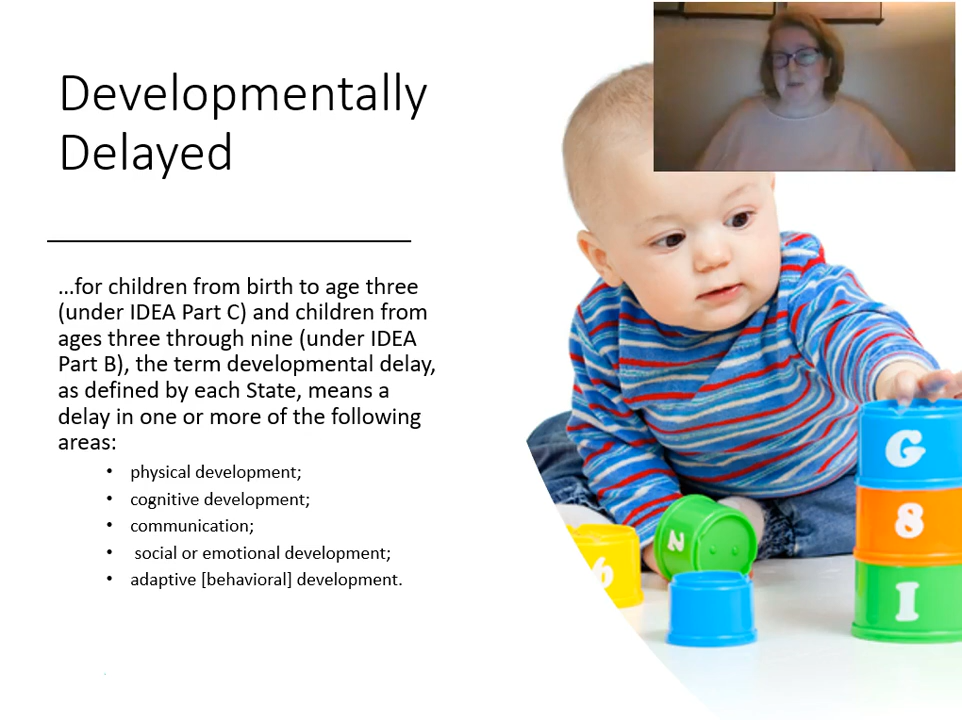 Developmentally
Delayed
...for children from birth to age three
(under IDEA Part C) and children from
ages three through nine (under IDEA
Part B), the term developmental delay,
as defined by each State, means a
delay in one or more of the following
areas:
• physical development;
• cognitive development;
• communication;
• social or emotional development;
• adaptive [behavioral] development.
N
6
G
8
I